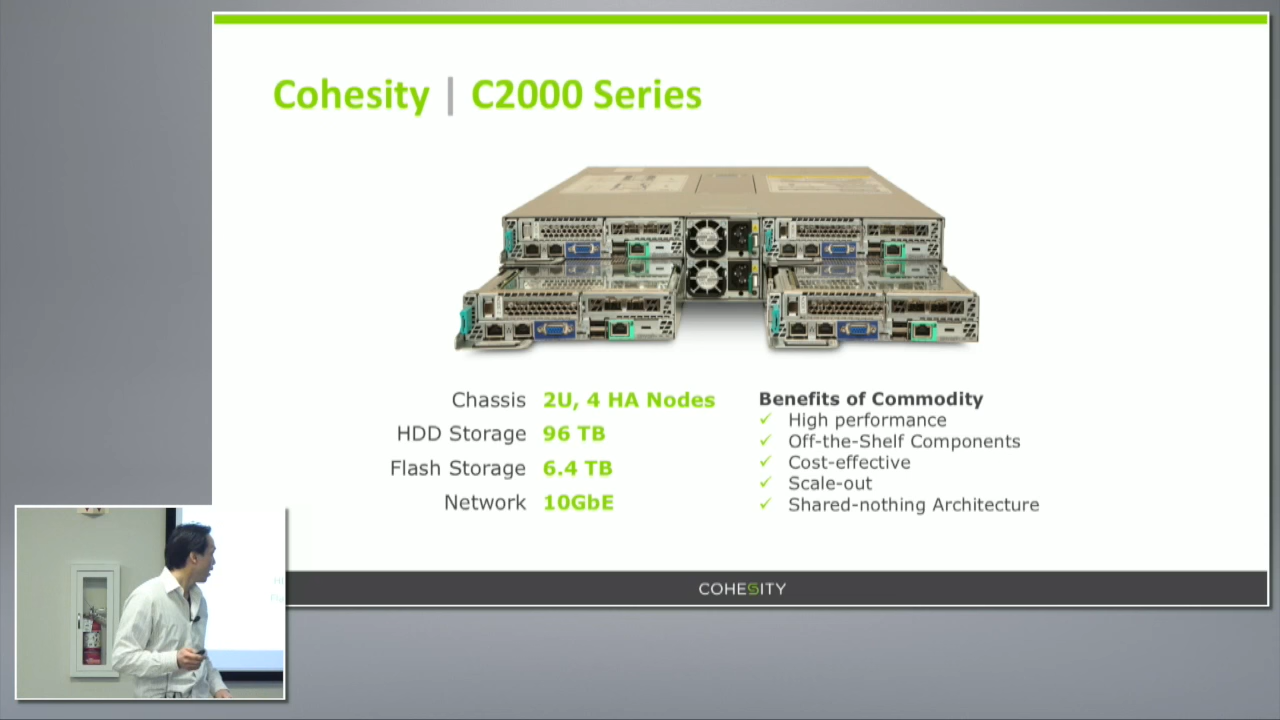 Cohesity | C2000 Series
Chassis 2U, 4 HA Nodes
HDD Storage 96 TB
Flash Storage 6.4 TB
Network 10GbE
Benefits of Commodity
✓ High performance
✓ Off-the-Shelf Components
✓ Cost-effective
✓ Scale-out
✓ Shared-nothing Architecture
COHESITY